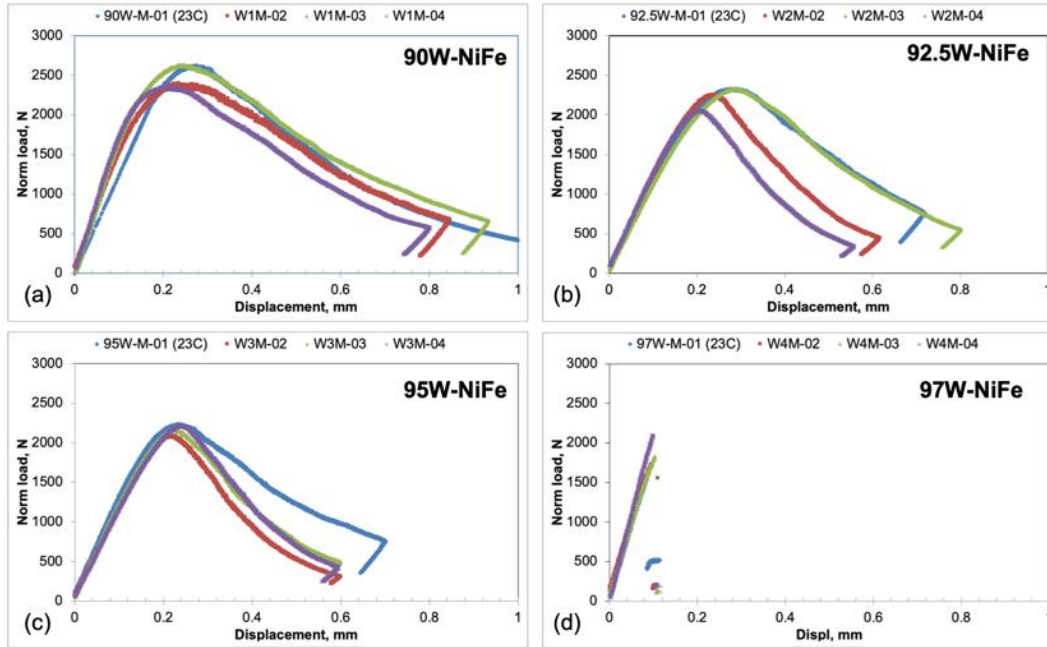 90W-M-01 (23C) W1M-02 W1M-03 W1M-04
3000
2500
2000
1500
1000
500
0
Norm load, N
90W-NiFe
0 0.2 0.4 0.6 0.8 1
Displacement, mm
(a)
92.5W-M-01 (23C) W2M-02 W2M-03 W2M-04
3000
2500
2000
1500
1000
500
0
Norm load, N
92.5W-NiFe
0 0.2 0.4 0.6 0.8 1
Displacement, mm
(b)
95W-M-01 (23C) W3M-02 W3M-03 W3M-04
3000
2500
2000
1500
1000
500
0
Norm load, N
95W-NiFe
0 0.2 0.4 0.6 0.8 1
Displacement, mm
(c)
97W-M-01 (23C) W4M-02 W4M-03 W4M-04
3000
2500
2000
1500
1000
500
0
Norm load, N
97W-NiFe
0 0.2 0.4 0.6 0.8 1
Displ, mm
(d)